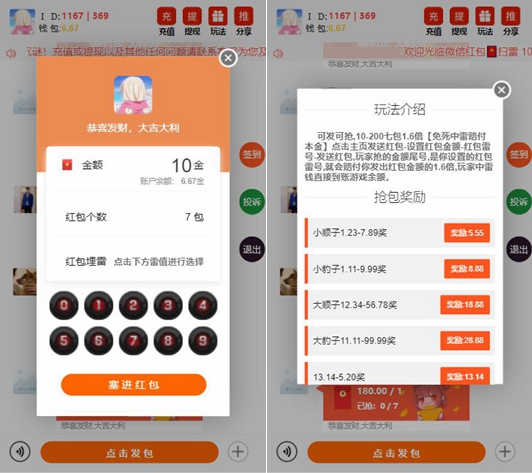 I D:1167 | 369
钱 包:
充
提
推
充值
提现
玩法
分享
充值或提现以及其他任何问题请联系
恭喜发财，大吉大利
金额
10金
账户余额： 6.67金
红包个数
7 包
红包埋雷
点击下方雷值进行选择
0
1
2
3
4
5
6
7
8
9
塞进红包
签到
投诉
退出
点击发包
I D:1167 | 369
钱 包:6.67
充
提
推
充值
提现
玩法
分享
欢迎光临微信红包
扫雷 10
恭喜发财,大吉大利
玩法介绍
可发可抢,10-200七包1.6倍【免死中雷赔付
本金】点击主页发送红包-设置红包金额-红包雷
号-发送红包,玩家抢的金额尾号,是你设置的红包
雷号,就会赔付你发出红包金额的1.6倍,玩家中雷
钱直接到账游戏余额。
抢包奖励
小顺子1.23-7.89奖
奖励:5.55
小豹子1.11-9.99奖
奖励:8.88
大顺子12.34-56.78奖
奖励:18.88
大豹子11.11-99.99奖
奖励:28.88
13.14-5.20奖
奖励:13.14
180.00 / 1
已抢: 0 / 7
恭喜发财,大吉大利
签到
投诉
退出
点击发包